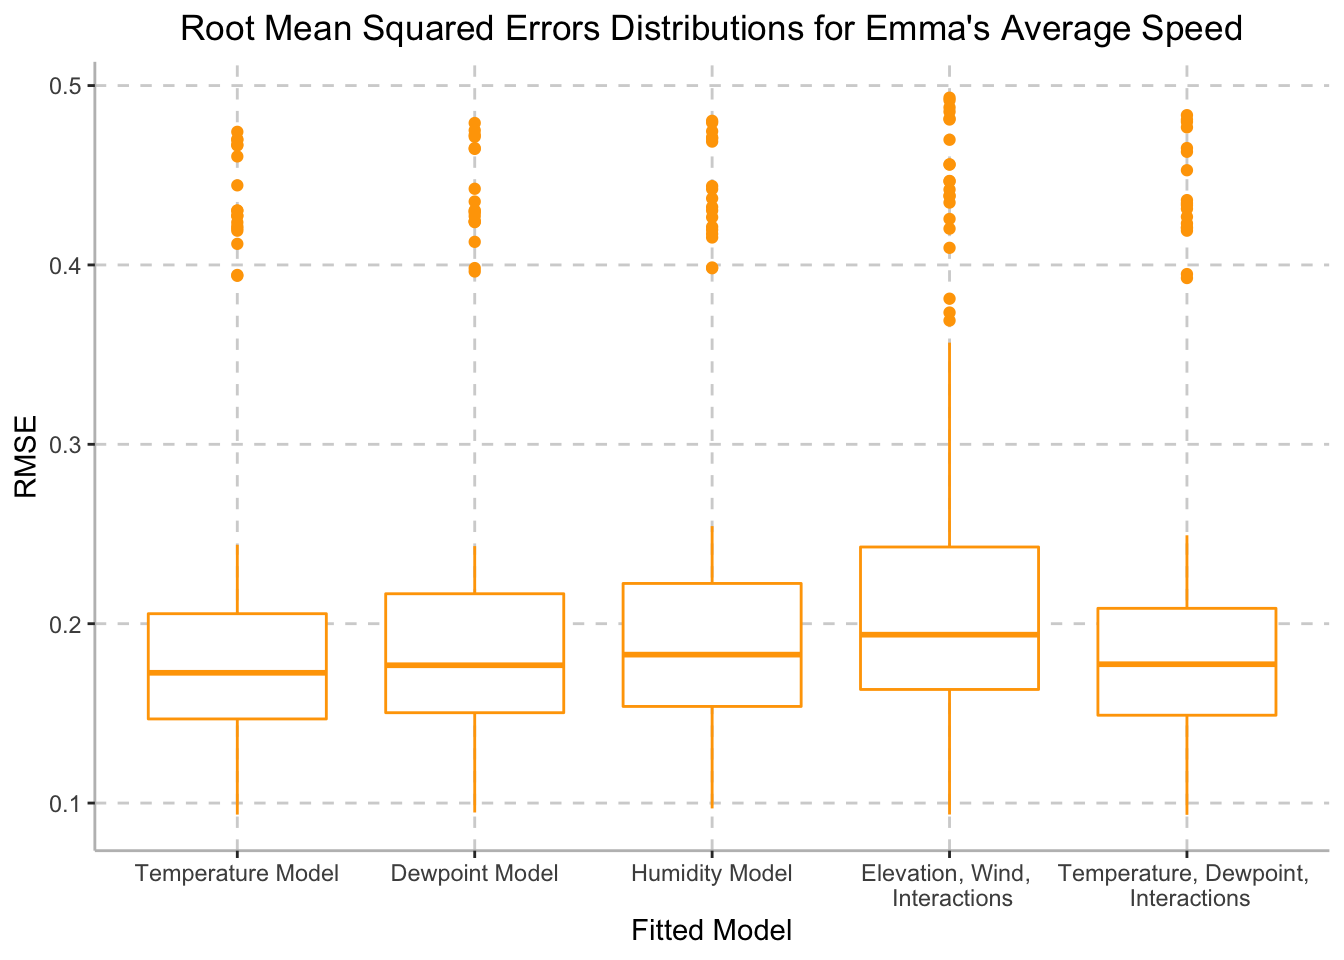 Root Mean Squared Errors Distributions for Emma's Average Speed
RMSE
0.5
0.4
0.3
0.2
0.1
Temperature Model
Dewpoint Model
Humidity Model
Elevation, Wind,
Interactions
Temperature, Dewpoint,
Interactions
Fitted Model